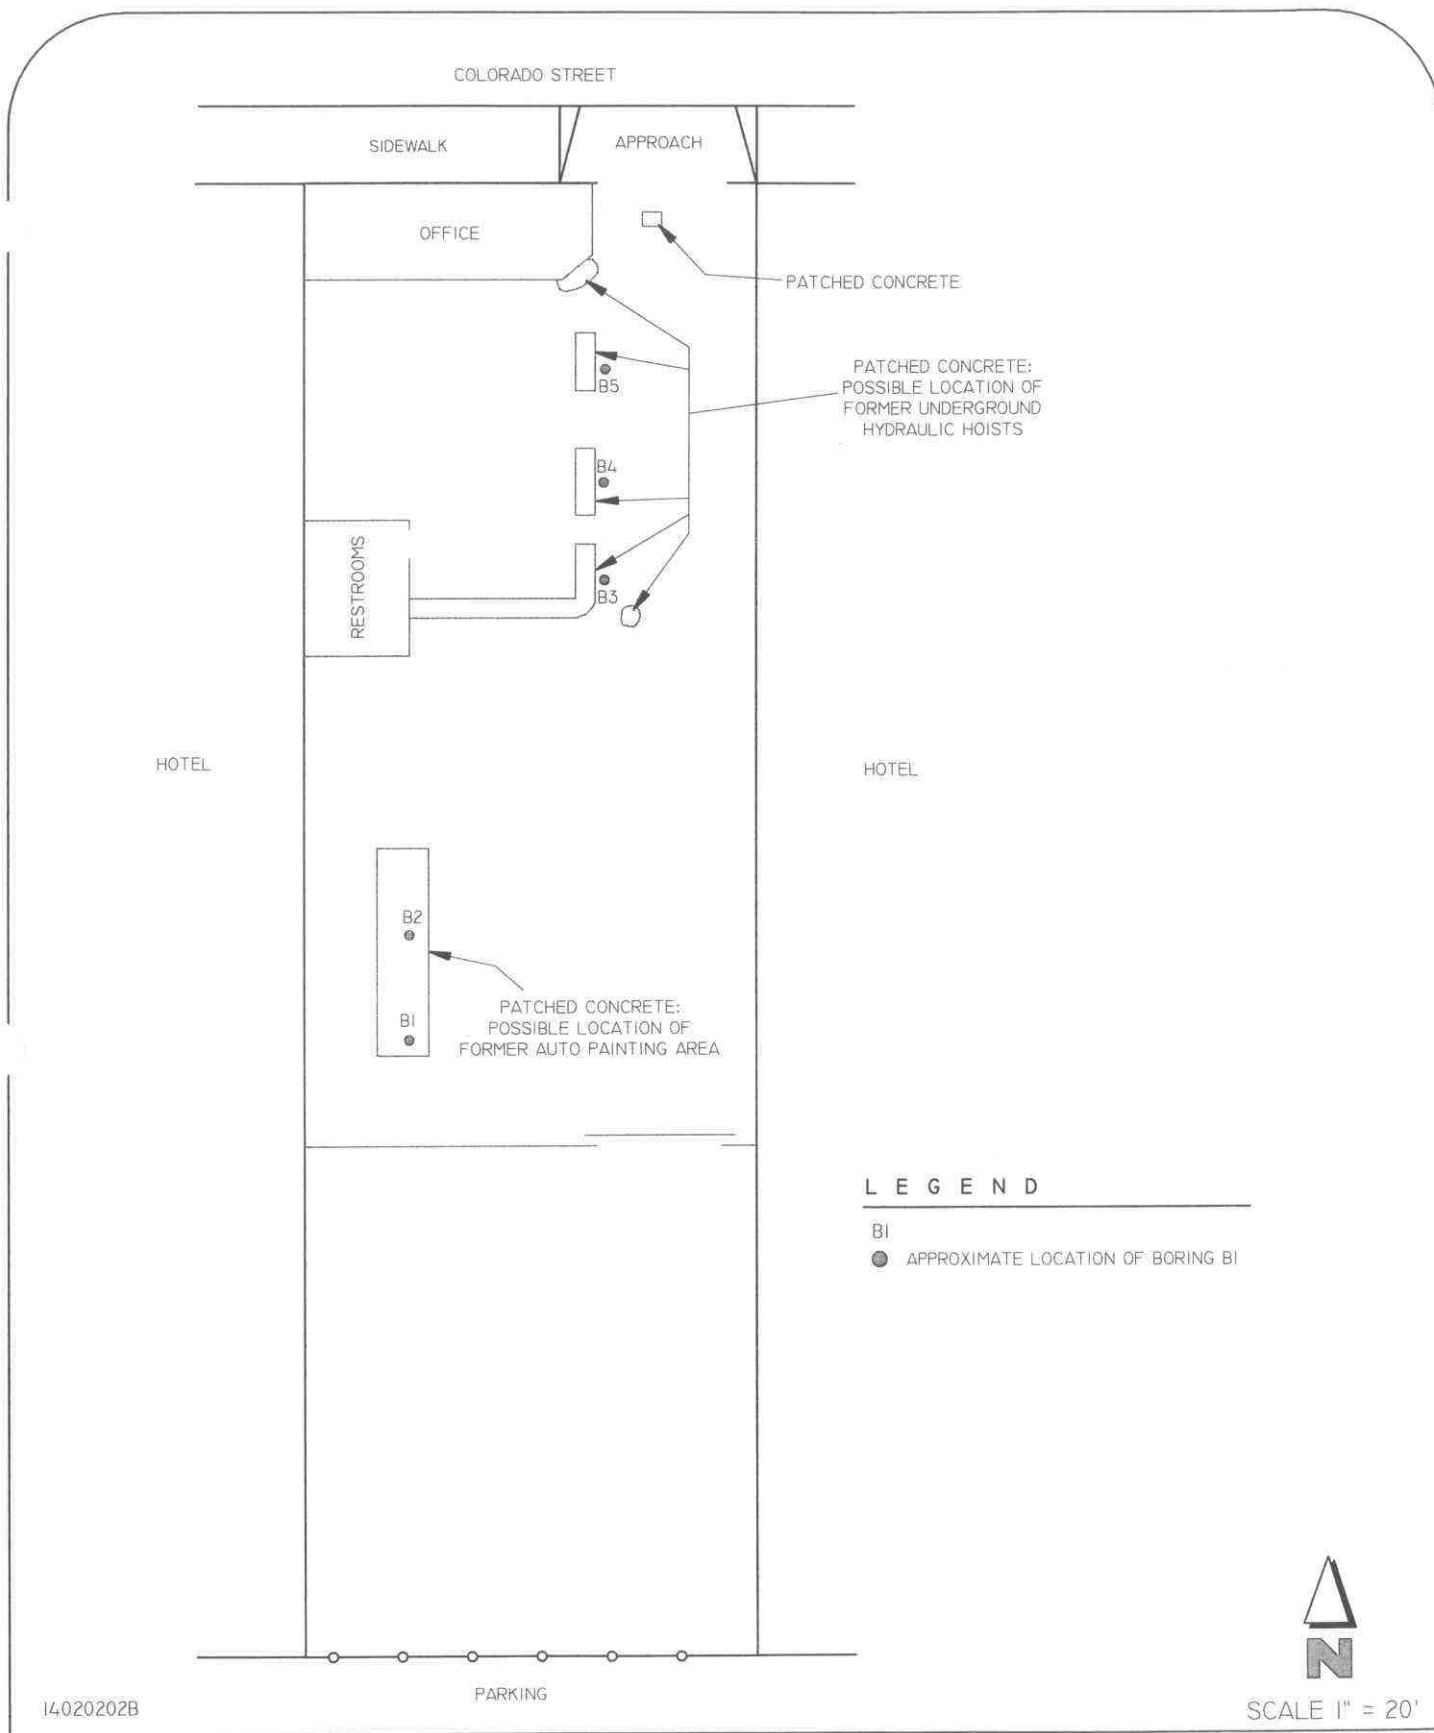 COLORADO STREET
SIDEWALK
APPROACH
OFFICE
PATCHED CONCRETE
PATCHED CONCRETE:
POSSIBLE LOCATION OF
FORMER UNDERGROUND
HYDRAULIC HOISTS
B5
B4
B3
RESTROOMS
HOTEL
HOTEL
B2
B1
PATCHED CONCRETE:
POSSIBLE LOCATION OF
FORMER AUTO PAINTING AREA
LEGEND
B1
APPROXIMATE LOCATION OF BORING B1
PARKING
14020202B
N
SCALE 1" = 20'